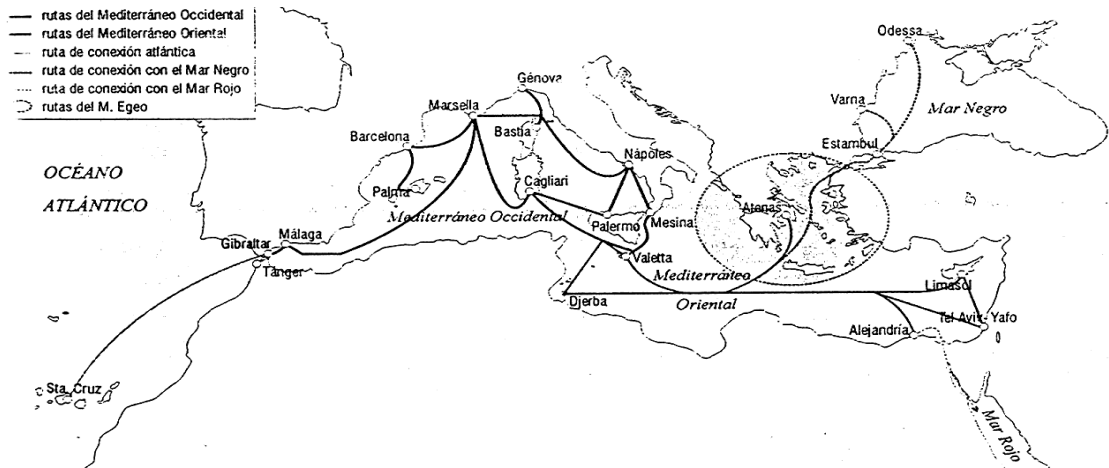 rutas del Mediterráneo Occidental
rutas del Mediterráneo Oriental
ruta de conexión atlántica
ruta de conexión con el Mar Negro
ruta de conexión con el Mar Rojo
rutas del M. Egeo
Odessa
Génova
Varna
Mar Negro
Marsella
Bastia
Barcelona
Estambul
Nápoles
OCÉANO
ATLÁNTICO
Palma
Cagliari
Atenas
Mediterráneo Occidental
Palermo
Mesina
Málaga
Gibraltar
Valetta
Tánger
Mediterráneo
Oriental
Djerba
Limasol
Tel Aviv-Yafo
Alejandría
Sta. Cruz
Mar Rojo